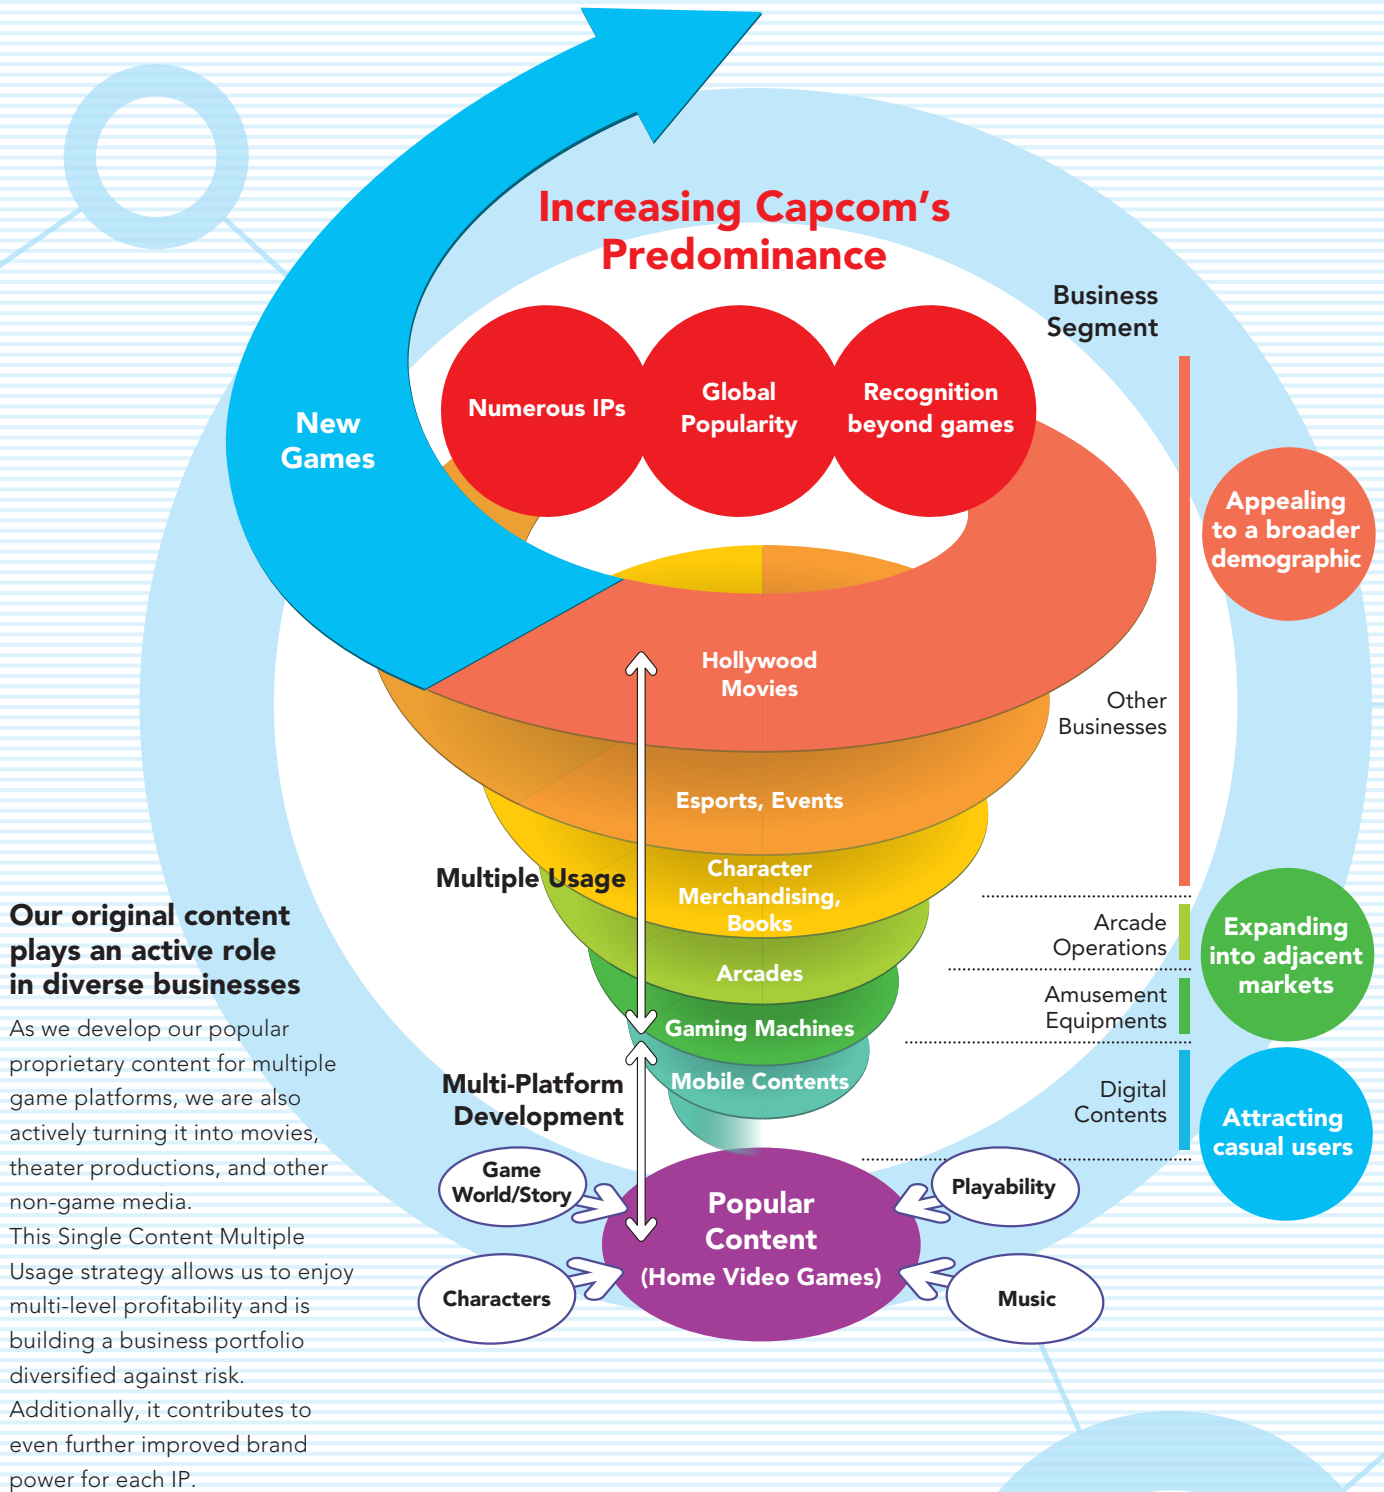 Increasing Capcom’s
Predominance
Business
Segment
Numerous IPs
Global
Popularity
Recognition
beyond games
New
Games
Appealing
to a broader
demographic
Hollywood
Movies
Other
Businesses
Esports, Events
Multiple Usage
Character
Merchandising,
Books
Arcade
Operations
Expanding
into adjacent
markets
Arcades
Amusement
Equipments
Gaming Machines
Multi-Platform
Development
Mobile Contents
Digital
Contents
Attracting
casual users
Game
World/Story
Playability
Popular
Content
(Home Video Games)
Characters
Music
Our original content
plays an active role
in diverse businesses
As we develop our popular
proprietary content for multiple
game platforms, we are also
actively turning it into movies,
theater productions, and other
non-game media.
This Single Content Multiple
Usage strategy allows us to enjoy
multi-level profitability and is
building a business portfolio
diversified against risk.
Additionally, it contributes to
even further improved brand
power for each IP.